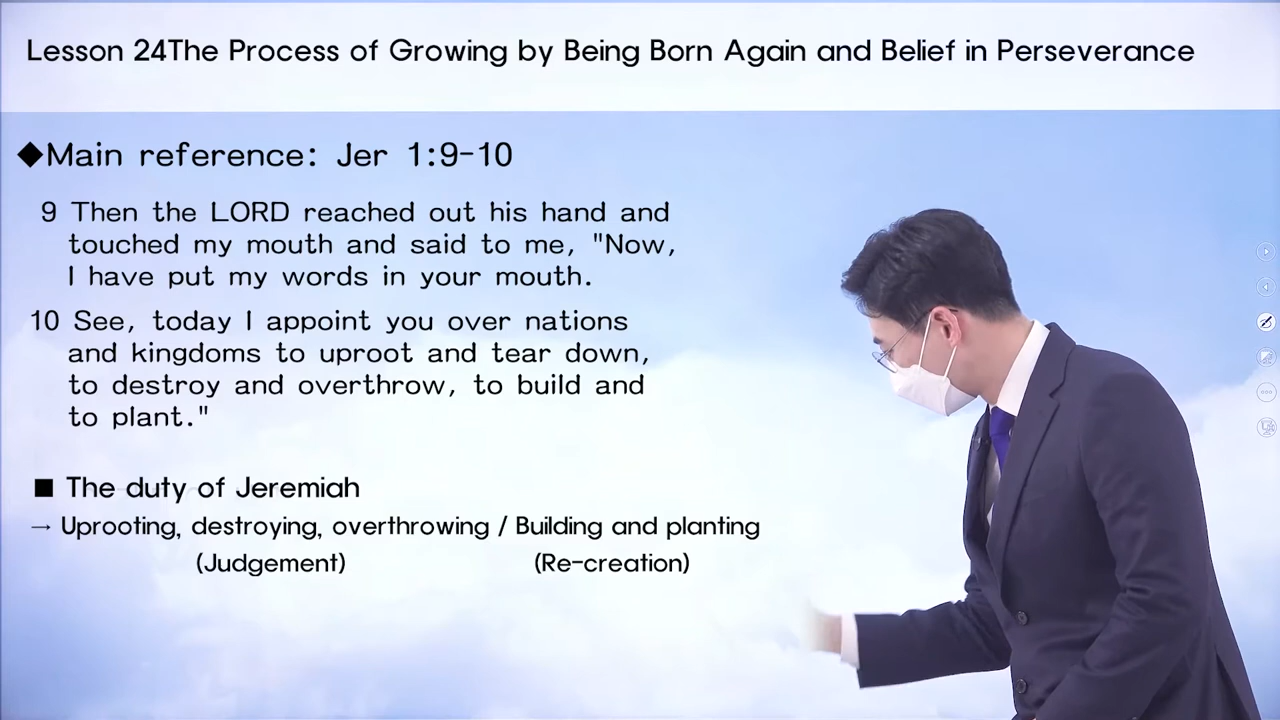 Lesson 24The Process of Growing by Being Born Again and Belief in Perseverance
◆Main reference: Jer 1:9-10
9 Then the LORD reached out his hand and
touched my mouth and said to me, "Now,
I have put my words in your mouth.
10 See, today I appoint you over nations
and kingdoms to uproot and tear down,
to destroy and overthrow, to build and
to plant."
■ The duty of Jeremiah
→ Uprooting, destroying, overthrowing / Building and planting
(Judgement) (Re-creation)